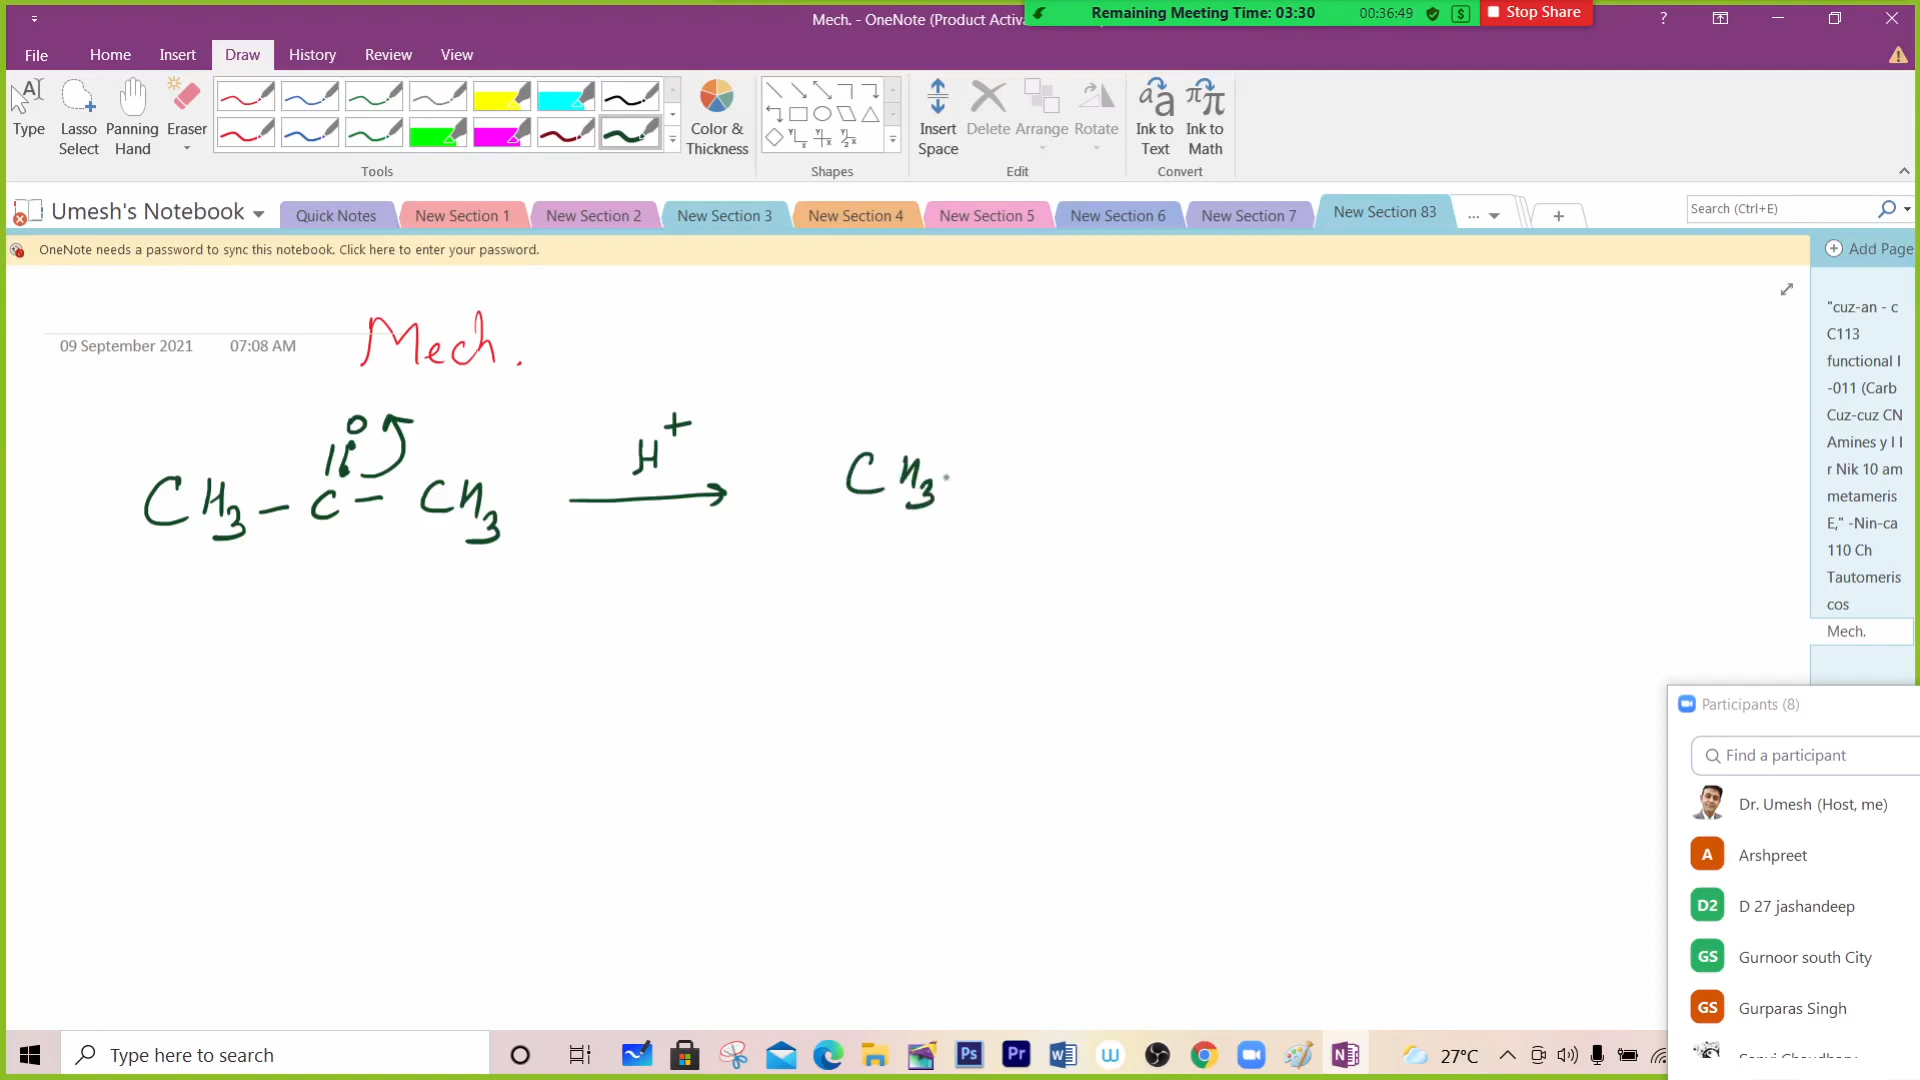 Mech. - OneNote (Product Activa
Remaining Meeting Time: 03:30
00:36:49
$
Stop Share
?
File
Home
Insert
Draw
History
Review
View
Type
Lasso Select
Panning Hand
Eraser
Color & Thickness
Insert Space
Delete
Arrange
Rotate
Ink to Text
Ink to Math
Tools
Shapes
Edit
Convert
Umesh's Notebook
Quick Notes
New Section 1
New Section 2
New Section 3
New Section 4
New Section 5
New Section 6
New Section 7
New Section 83
...
Search (Ctrl+E)
OneNote needs a password to sync this notebook. Click here to enter your password.
Add Page
09 September 2021 07:08 AM
Mech.
O
CH3 – C – CH3
H+
CH3
"cuz-an - c
C113
functional I
-011 (Carb
Cuz-cuz CN
Amines y I I
r Nik 10 am
metameris
E," -Nin-ca
110 Ch
Tautomeris
cos
Mech.
Participants (8)
Find a participant
Dr. Umesh (Host, me)
A Arshpreet
D2 D 27 jashandeep
GS Gurnoor south City
GS Gurparas Singh
Type here to search
Ps
Pr
27°C